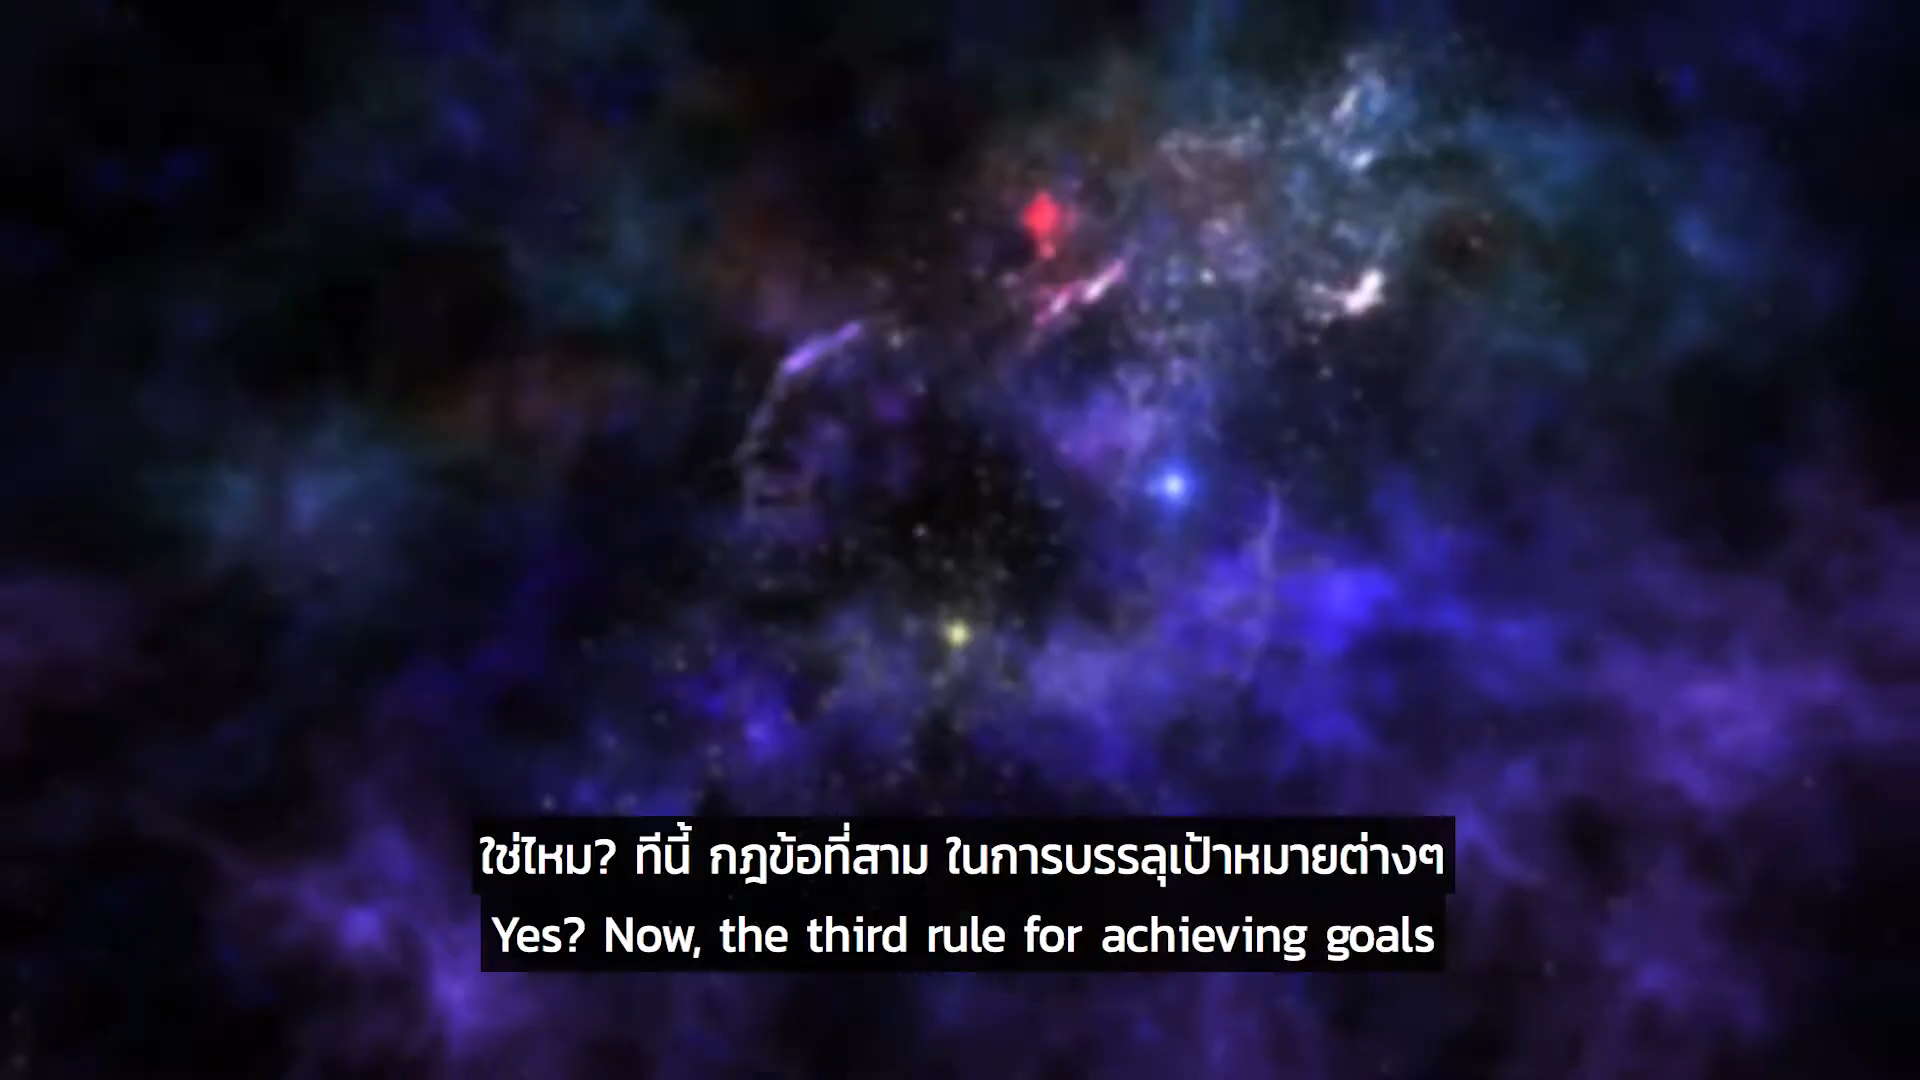 ใช่ไหม? ทีนี้ กฎข้อที่สาม ในการบรรลุเป้าหมายต่างๆ
Yes? Now, the third rule for achieving goals